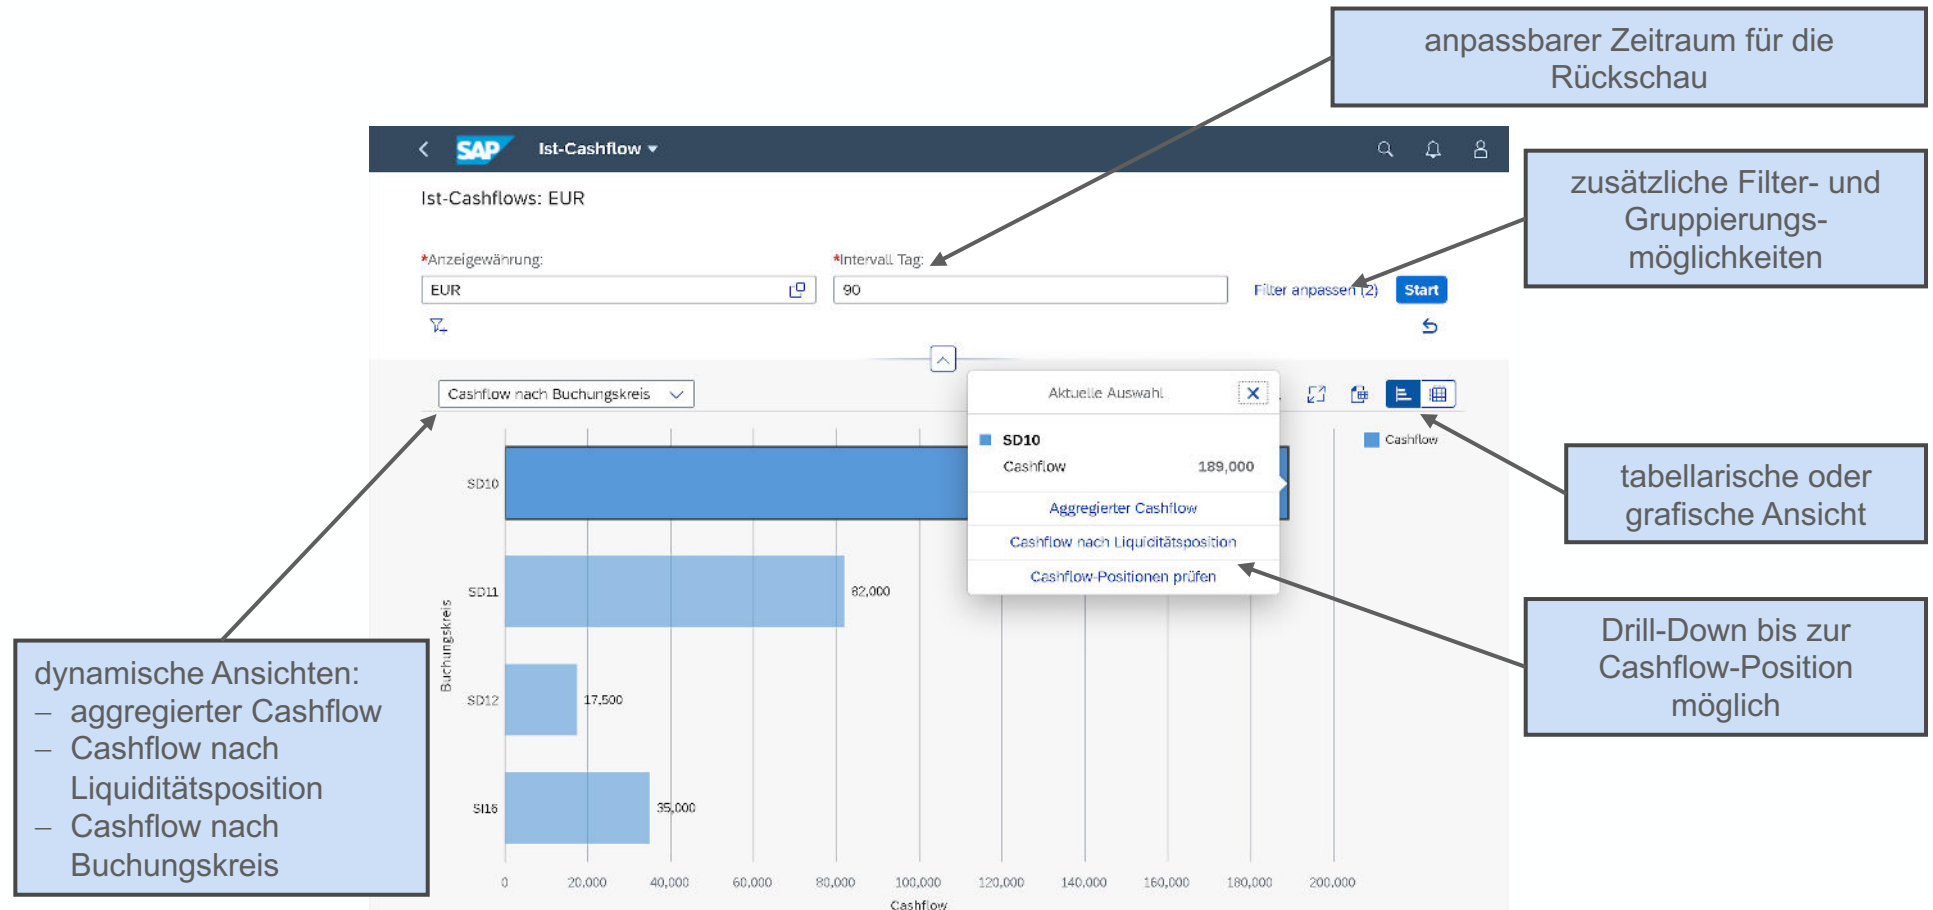 anpassbarer Zeitraum für die
Rückschau
SAP
Ist-Cashflow
Ist-Cashflows: EUR
zusätzliche Filter- und
Gruppierungs-
möglichkeiten
*Anzeigewährung:
*Intervall Tag:
EUR
90
Filter anpassen (2)
Start
Cashflow nach Buchungskreis
Aktuelle Auswahl
SD10
Cashflow 189,000
Aggregierter Cashflow
Cashflow nach Liquiditätsposition
Cashflow-Positionen prüfen
Cashflow
tabellarische oder
grafische Ansicht
Drill-Down bis zur
Cashflow-Position
möglich
dynamische Ansichten:
– aggregierter Cashflow
– Cashflow nach
Liquiditätsposition
– Cashflow nach
Buchungskreis
Buchungskreis
SD10
SD11
82,000
SD12
17,500
35,000
0 20,000 40,000 60,000 80,000 100,000 120,000 140,000 160,000 180,000 200,000
Cashflow